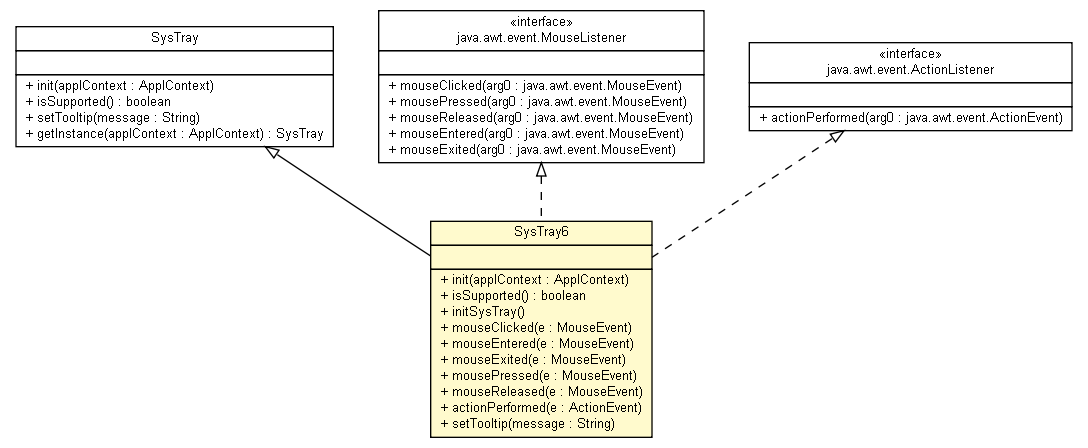 SysTray
+ init(applContext : ApplContext)
+ isSupported() : boolean
+ setTooltip(message : String)
+ getInstance(applContext : ApplContext) : SysTray
«interface»
java.awt.event.MouseListener
+ mouseClicked(arg0 : java.awt.event.MouseEvent)
+ mousePressed(arg0 : java.awt.event.MouseEvent)
+ mouseReleased(arg0 : java.awt.event.MouseEvent)
+ mouseEntered(arg0 : java.awt.event.MouseEvent)
+ mouseExited(arg0 : java.awt.event.MouseEvent)
«interface»
java.awt.event.ActionListener
+ actionPerformed(arg0 : java.awt.event.ActionEvent)
SysTray6
+ init(applContext : ApplContext)
+ isSupported() : boolean
+ initSysTray()
+ mouseClicked(e : MouseEvent)
+ mouseEntered(e : MouseEvent)
+ mouseExited(e : MouseEvent)
+ mousePressed(e : MouseEvent)
+ mouseReleased(e : MouseEvent)
+ actionPerformed(e : ActionEvent)
+ setTooltip(message : String)